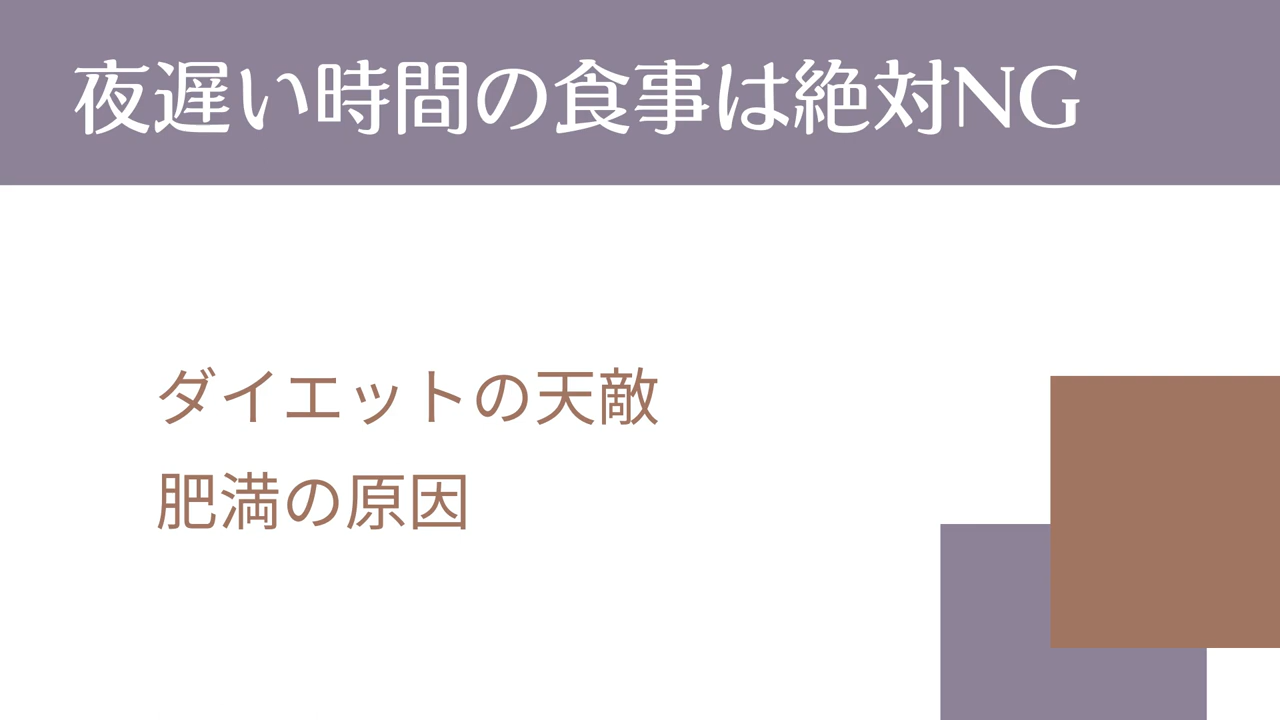 夜遅い時間の食事は絶対NG
ダイエットの天敵
肥満の原因